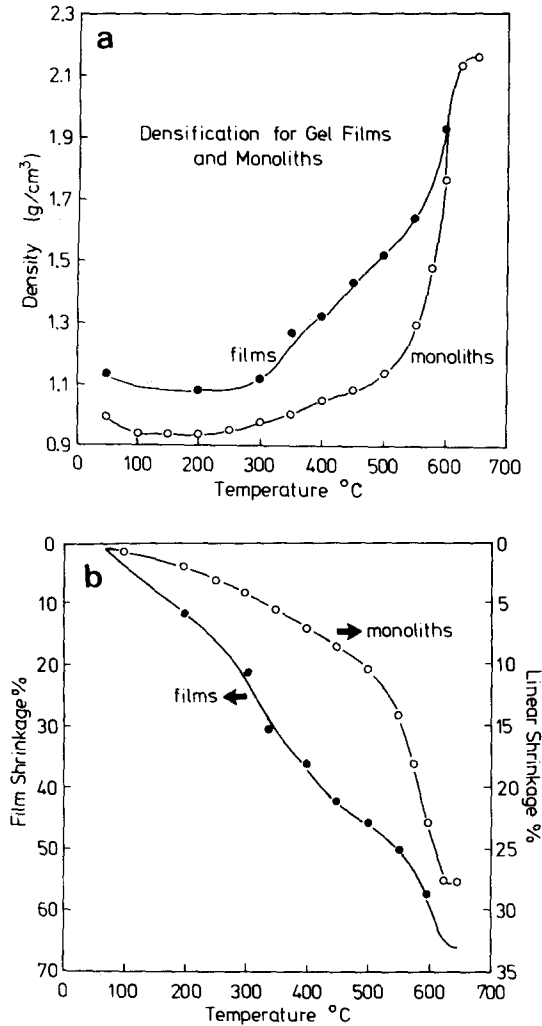 a
2.3
2.1
1.9
1.7
1.5
1.3
1.1
0.9
Density (g/cm³)
Densification for Gel Films
and Monoliths
films
monoliths
0 100 200 300 400 500 600 700
Temperature °C
b
0
10
20
30
40
50
60
70
Film Shrinkage %
monoliths
films
0
5
10
15
20
25
30
35
Linear Shrinkage %
0 100 200 300 400 500 600 700
Temperature °C